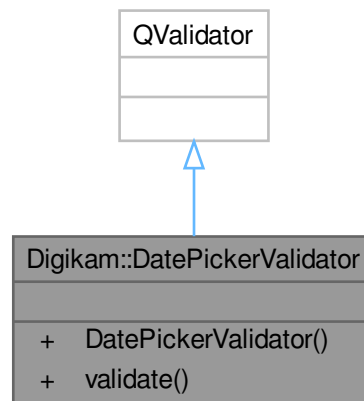 QValidator
Digikam::DatePickerValidator
+ DatePickerValidator()
+ validate()